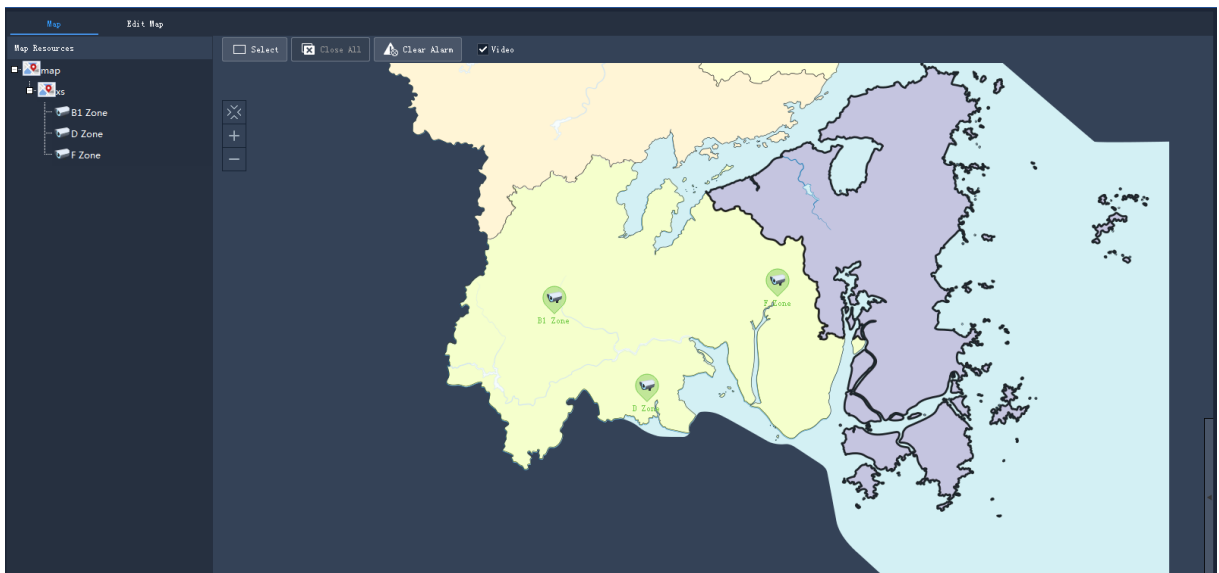 Map Edit Map
Map Resources
Select Close All Clear Alarm Video
map
xs
B1 Zone
D Zone
F Zone
F Zone
B1 Zone
D Zone